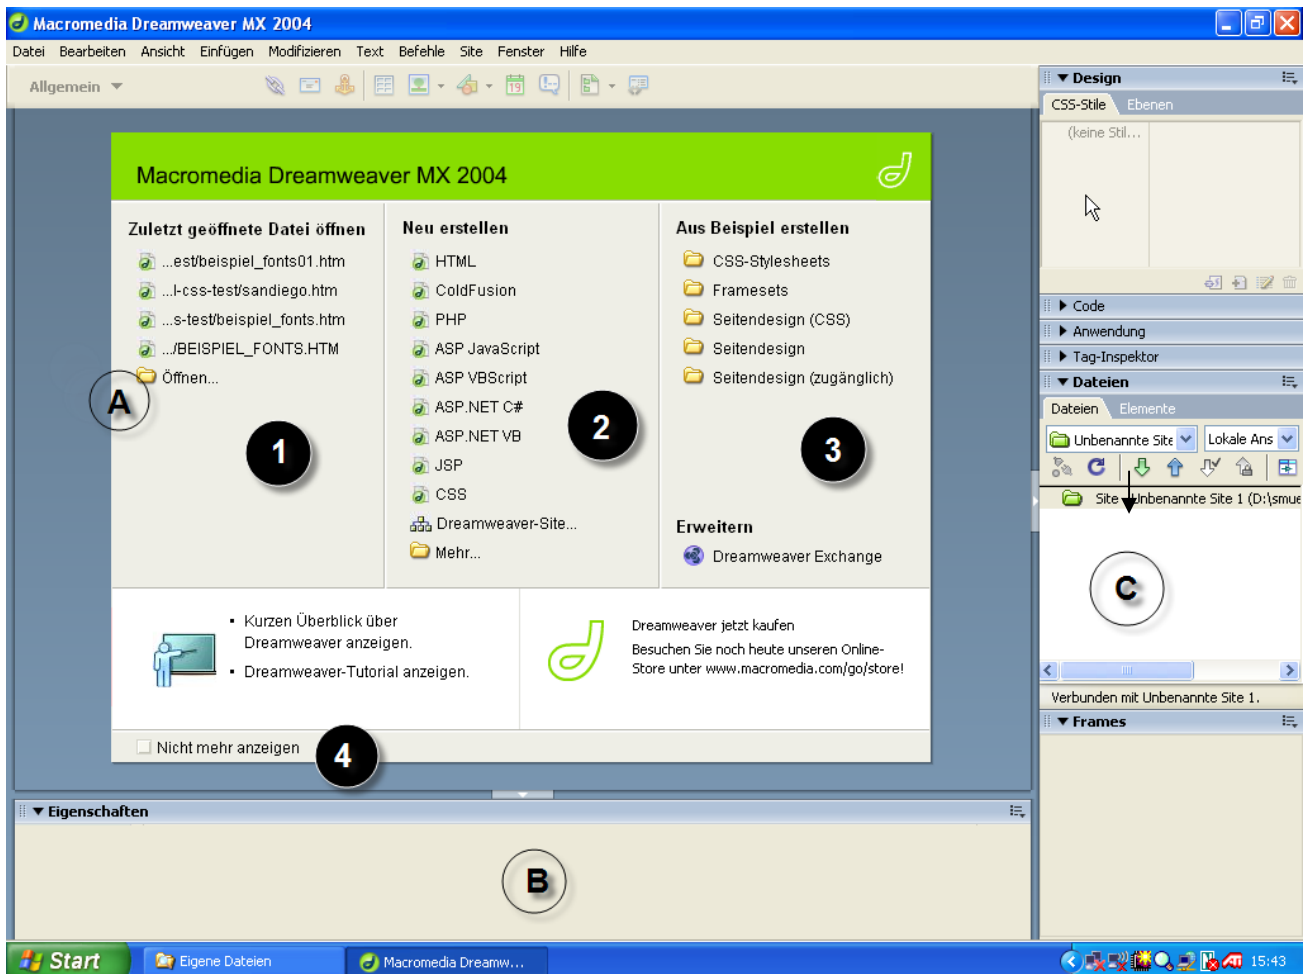 Macromedia Dreamweaver MX 2004
Datei Bearbeiten Ansicht Einfügen Modifizieren Text Befehle Site Fenster Hilfe
Allgemein
19
Macromedia Dreamweaver MX 2004
Zuletzt geöffnete Datei öffnen
...est/beispiel_fonts01.htm
...l-css-test/sandiego.htm
...s-test/beispiel_fonts.htm
.../BEISPIEL_FONTS.HTM
Öffnen...
A
1
Neu erstellen
HTML
ColdFusion
PHP
ASP JavaScript
ASP VBScript
ASP.NET C#
ASP.NET VB
JSP
CSS
Dreamweaver-Site...
Mehr...
2
Aus Beispiel erstellen
CSS-Stylesheets
Framesets
Seitendesign (CSS)
Seitendesign
Seitendesign (zugänglich)
3
Erweitern
Dreamweaver Exchange
Kurzen Überblick über
Dreamweaver anzeigen.
Dreamweaver-Tutorial anzeigen.
Dreamweaver jetzt kaufen
Besuchen Sie noch heute unseren Online-
Store unter www.macromedia.com/go/store!
Nicht mehr anzeigen
4
Eigenschaften
B
Design
CSS-Stile Ebenen
(keine Stil...
Code
Anwendung
Tag-Inspektor
Dateien
Dateien Elemente
Unbenannte Site Lokale Ans
Site Unbenannte Site 1 (D:\smue
C
Verbunden mit Unbenannte Site 1.
Frames
Start Eigene Dateien Macromedia Dreamw... 15:43